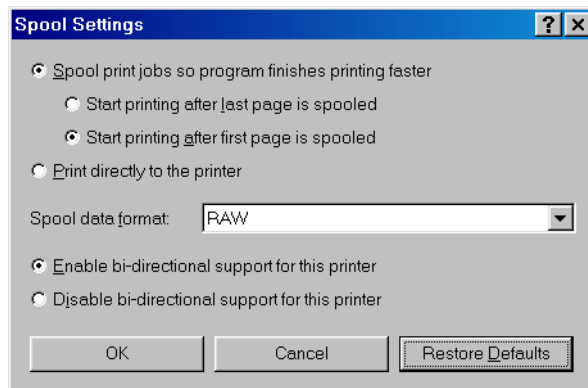 Spool Settings
Spool print jobs so program finishes printing faster
Start printing after last page is spooled
Start printing after first page is spooled
Print directly to the printer
Spool data format: RAW
Enable bi-directional support for this printer
Disable bi-directional support for this printer
OK Cancel Restore Defaults